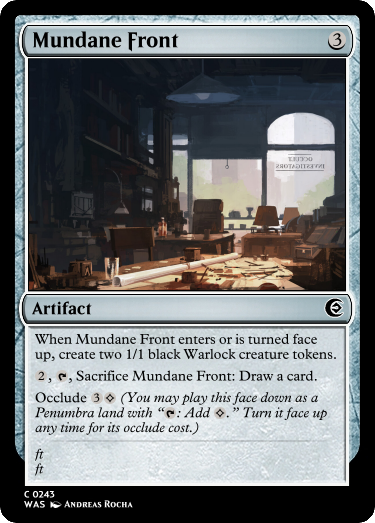 Mundane Front 3
OCCULT
INVESTIGATORS
Artifact
When Mundane Front enters or is turned face
up, create two 1/1 black Warlock creature tokens.
2, T, Sacrifice Mundane Front: Draw a card.
Occlude 3 ◇ (You may play this face down as a
Penumbra land with “T: Add ◇.” Turn it face up
any time for its occlude cost.)
ft
ft
C 0243
WAS Andreas Rocha